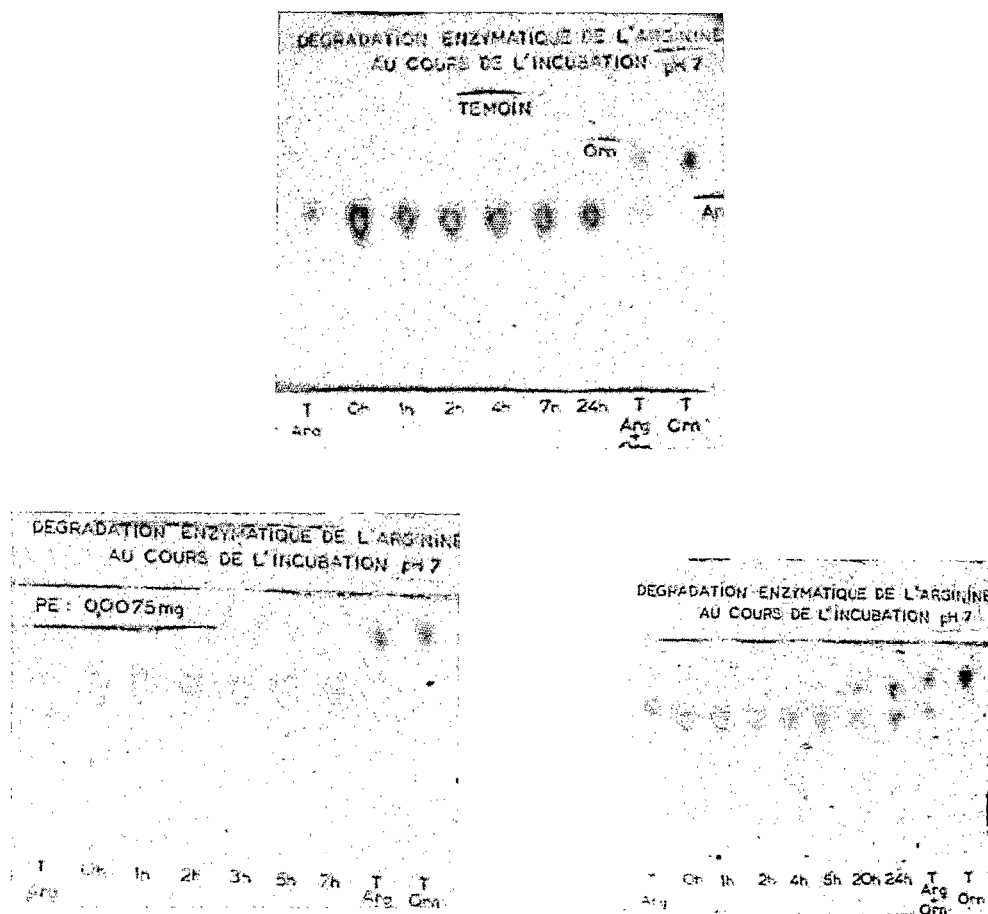 DEGRADATION ENZYMATIQUE DE L'ARGININE
AU COURS DE L'INCUBATION pH 7
TEMOIN
Orn
Ar
T 0h 1h 2h 4h 7h 24h T T
Arg Arg Orn
+
DEGRADATION ENZYMATIQUE DE L'ARGININE
AU COURS DE L'INCUBATION pH 7
PE : 0,0075mg
T 0h 1h 2h 3h 5h 7h T T
Arg Arg Orn
DEGRADATION ENZYMATIQUE DE L'ARGININE
AU COURS DE L'INCUBATION pH 7
0h 1h 2h 4h 5h 20h 24h T T
Arg Arg Orn
+
Orn